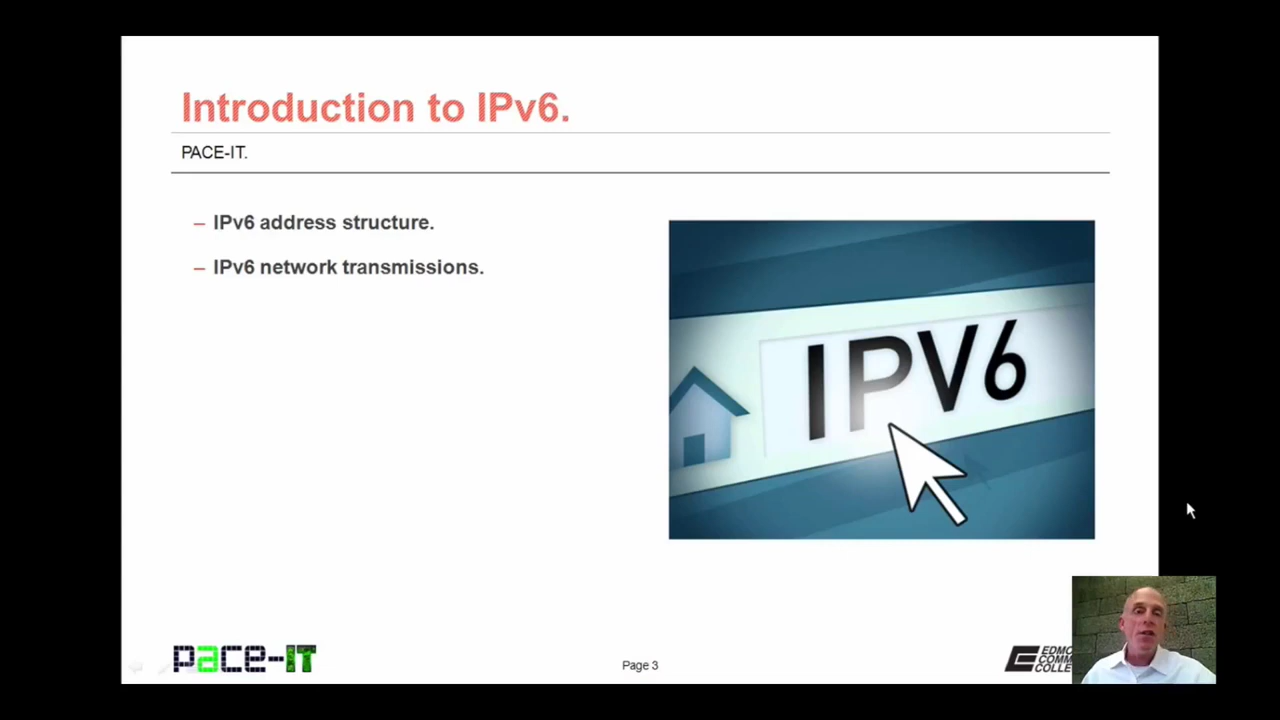 Introduction to IPv6.
PACE-IT.
– IPv6 address structure.
– IPv6 network transmissions.
IPV6
pace-IT
Page 3